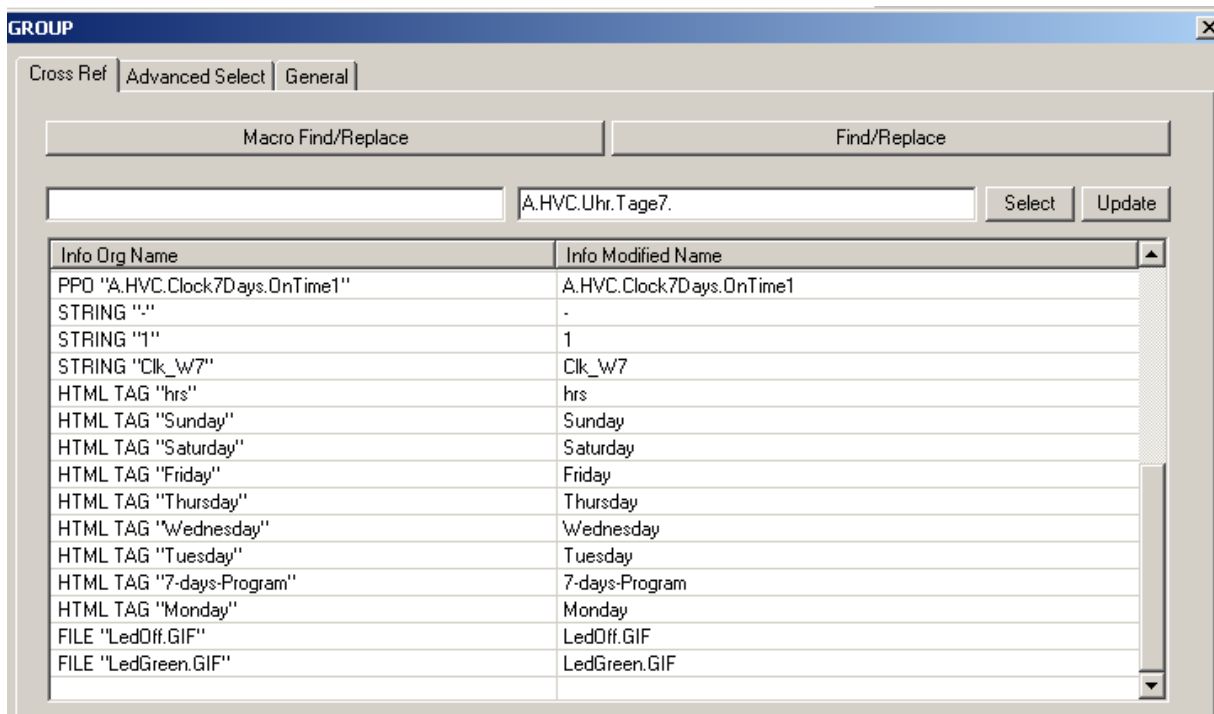 GROUP
Cross Ref Advanced Select General
Macro Find/Replace Find/Replace
A.HVC.Uhr.Tage7. Select Update
Info Org Name Info Modified Name
PPO "A.HVC.Clock7Days.OnTime1" A.HVC.Clock7Days.OnTime1
STRING "-" -
STRING "1" 1
STRING "Clk_W7" Clk_W7
HTML TAG "hrs" hrs
HTML TAG "Sunday" Sunday
HTML TAG "Saturday" Saturday
HTML TAG "Friday" Friday
HTML TAG "Thursday" Thursday
HTML TAG "Wednesday" Wednesday
HTML TAG "Tuesday" Tuesday
HTML TAG "7-days-Program" 7-days-Program
HTML TAG "Monday" Monday
FILE "LedOff.GIF" LedOff.GIF
FILE "LedGreen.GIF" LedGreen.GIF